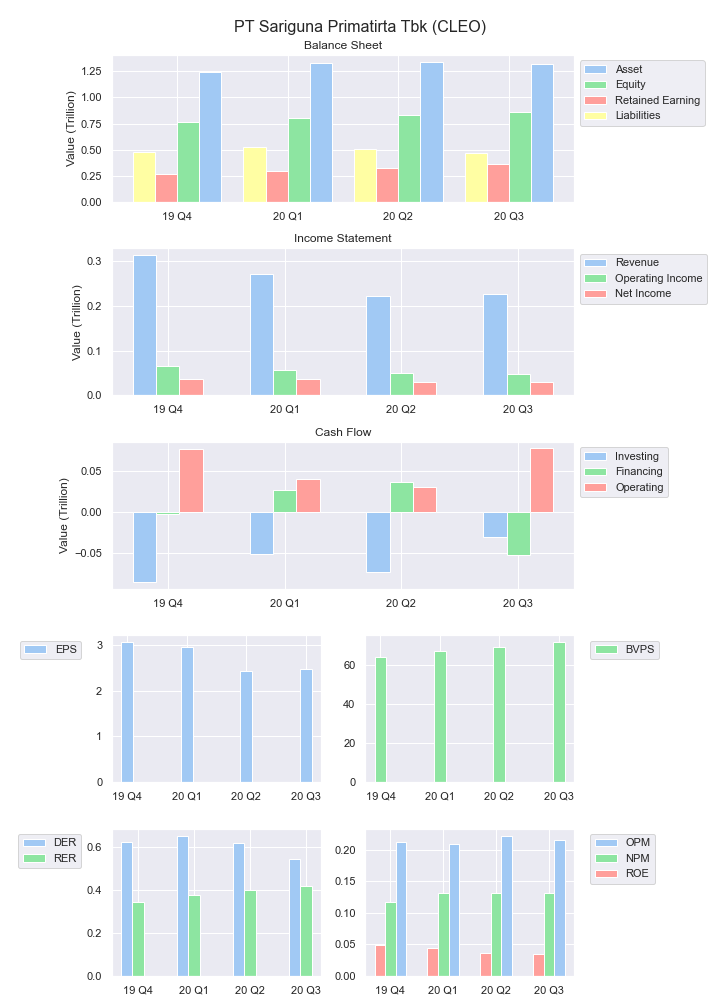 PT Sariguna Primatirta Tbk (CLEO)
Balance Sheet
Value (Trillion)
1.25
1.00
0.75
0.50
0.25
0.00
19 Q4 20 Q1 20 Q2 20 Q3
Asset
Equity
Retained Earning
Liabilities
Income Statement
Value (Trillion)
0.3
0.2
0.1
0.0
19 Q4 20 Q1 20 Q2 20 Q3
Revenue
Operating Income
Net Income
Cash Flow
Value (Trillion)
0.05
0.00
−0.05
19 Q4 20 Q1 20 Q2 20 Q3
Investing
Financing
Operating
EPS
3
2
1
0
19 Q4 20 Q1 20 Q2 20 Q3
60
40
20
0
19 Q4 20 Q1 20 Q2 20 Q3
BVPS
DER
RER
0.6
0.4
0.2
0.0
19 Q4 20 Q1 20 Q2 20 Q3
0.20
0.15
0.10
0.05
0.00
19 Q4 20 Q1 20 Q2 20 Q3
OPM
NPM
ROE